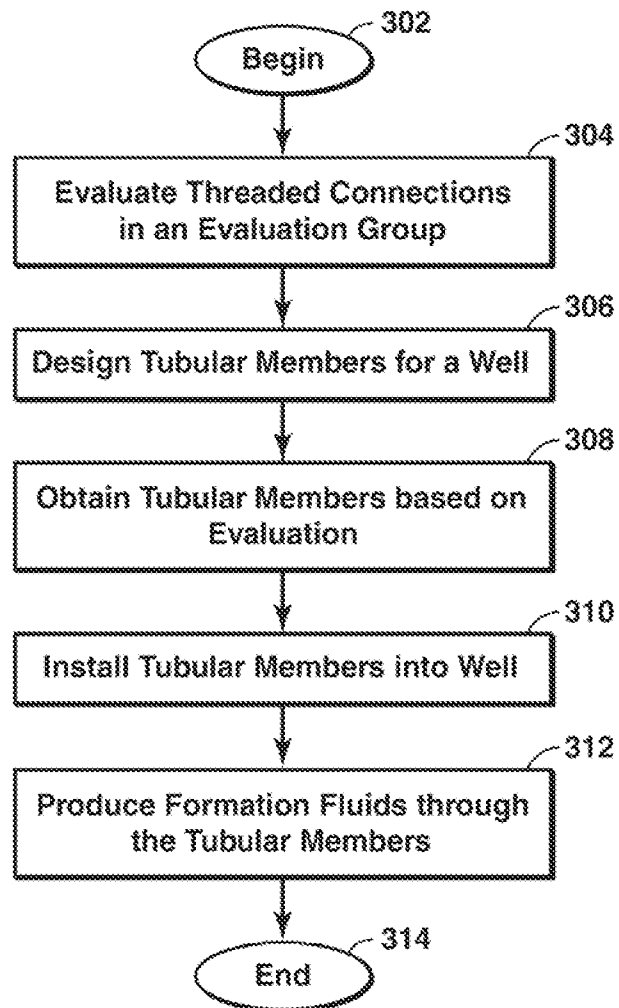 302
Begin
304
Evaluate Threaded Connections
in an Evaluation Group
306
Design Tubular Members for a Well
308
Obtain Tubular Members based on
Evaluation
310
Install Tubular Members into Well
312
Produce Formation Fluids through
the Tubular Members
314
End